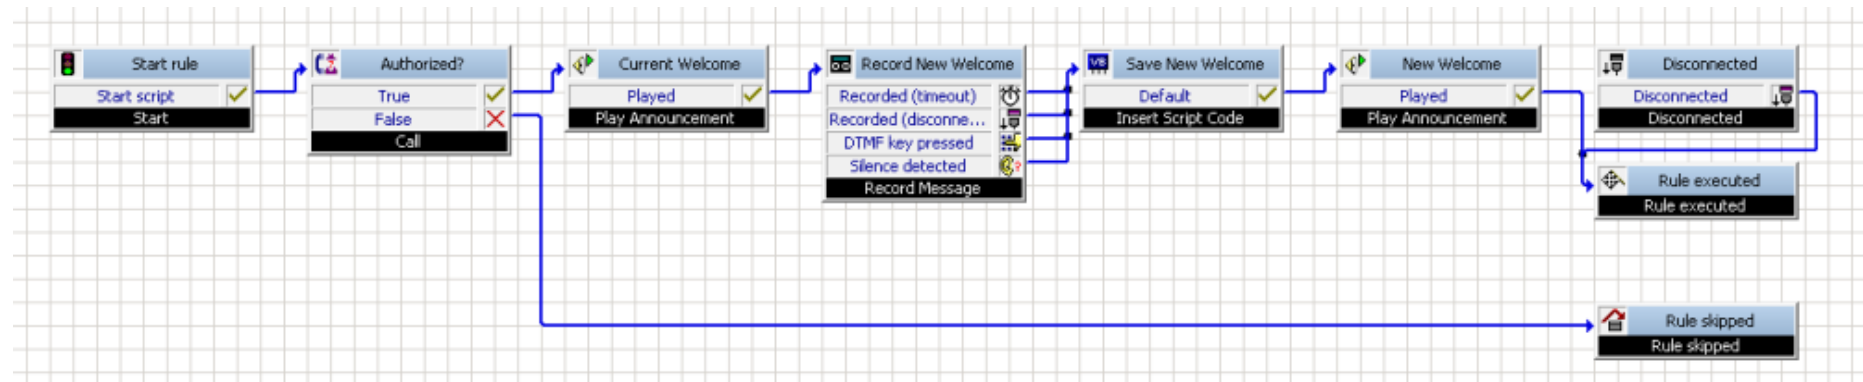 Start rule
Start script
Start
Authorized?
True
False
Call
Current Welcome
Played
Play Announcement
Record New Welcome
Recorded (timeout)
Recorded (disconne...
DTMF key pressed
Silence detected
Record Message
VB
Save New Welcome
Default
Insert Script Code
New Welcome
Played
Play Announcement
Disconnected
Disconnected
Disconnected
Rule executed
Rule executed
Rule skipped
Rule skipped